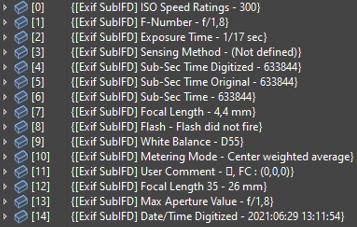 [0] {[Exif SubIFD] ISO Speed Ratings - 300}
[1] {[Exif SubIFD] F-Number - f/1,8}
[2] {[Exif SubIFD] Exposure Time - 1/17 sec}
[3] {[Exif SubIFD] Sensing Method - (Not defined)}
[4] {[Exif SubIFD] Sub-Sec Time Digitized - 633844}
[5] {[Exif SubIFD] Sub-Sec Time Original - 633844}
[6] {[Exif SubIFD] Sub-Sec Time - 633844}
[7] {[Exif SubIFD] Focal Length - 4,4 mm}
[8] {[Exif SubIFD] Flash - Flash did not fire}
[9] {[Exif SubIFD] White Balance - D55}
[10] {[Exif SubIFD] Metering Mode - Center weighted average}
[11] {[Exif SubIFD] User Comment - ▯, FC : (0,0,0)}
[12] {[Exif SubIFD] Focal Length 35 - 26 mm}
[13] {[Exif SubIFD] Max Aperture Value - f/1,8}
[14] {[Exif SubIFD] Date/Time Digitized - 2021:06:29 13:11:54}